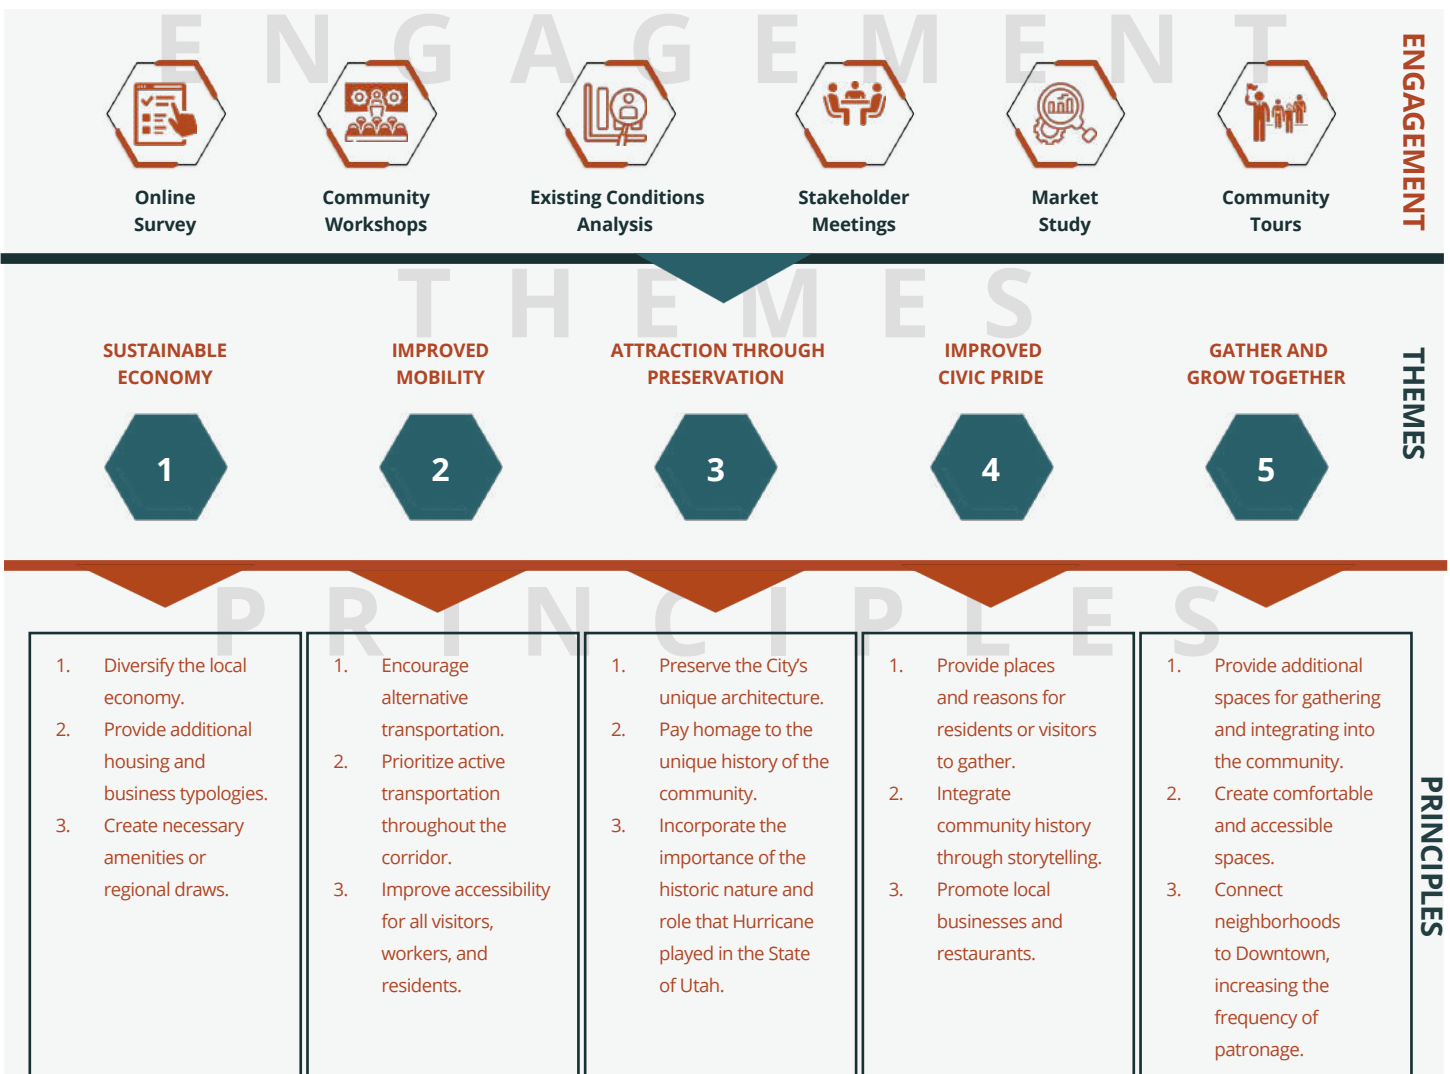 ENGAGEMENT
Online
Survey
Community
Workshops
Existing Conditions
Analysis
Stakeholder
Meetings
Market
Study
Community
Tours
ENGAGEMENT
THEMES
SUSTAINABLE
ECONOMY
1
IMPROVED
MOBILITY
2
ATTRACTION THROUGH
PRESERVATION
3
IMPROVED
CIVIC PRIDE
4
GATHER AND
GROW TOGETHER
5
THEMES
PRINCIPLES
1. Diversify the local
economy.
2. Provide additional
housing and
business typologies.
3. Create necessary
amenities or
regional draws.
1. Encourage
alternative
transportation.
2. Prioritize active
transportation
throughout the
corridor.
3. Improve accessibility
for all visitors,
workers, and
residents.
1. Preserve the City's
unique architecture.
2. Pay homage to the
unique history of the
community.
3. Incorporate the
importance of the
historic nature and
role that Hurricane
played in the State
of Utah.
1. Provide places
and reasons for
residents or visitors
to gather.
2. Integrate
community history
through storytelling.
3. Promote local
businesses and
restaurants.
1. Provide additional
spaces for gathering
and integrating into
the community.
2. Create comfortable
and accessible
spaces.
3. Connect
neighborhoods
to Downtown,
increasing the
frequency of
patronage.
PRINCIPLES